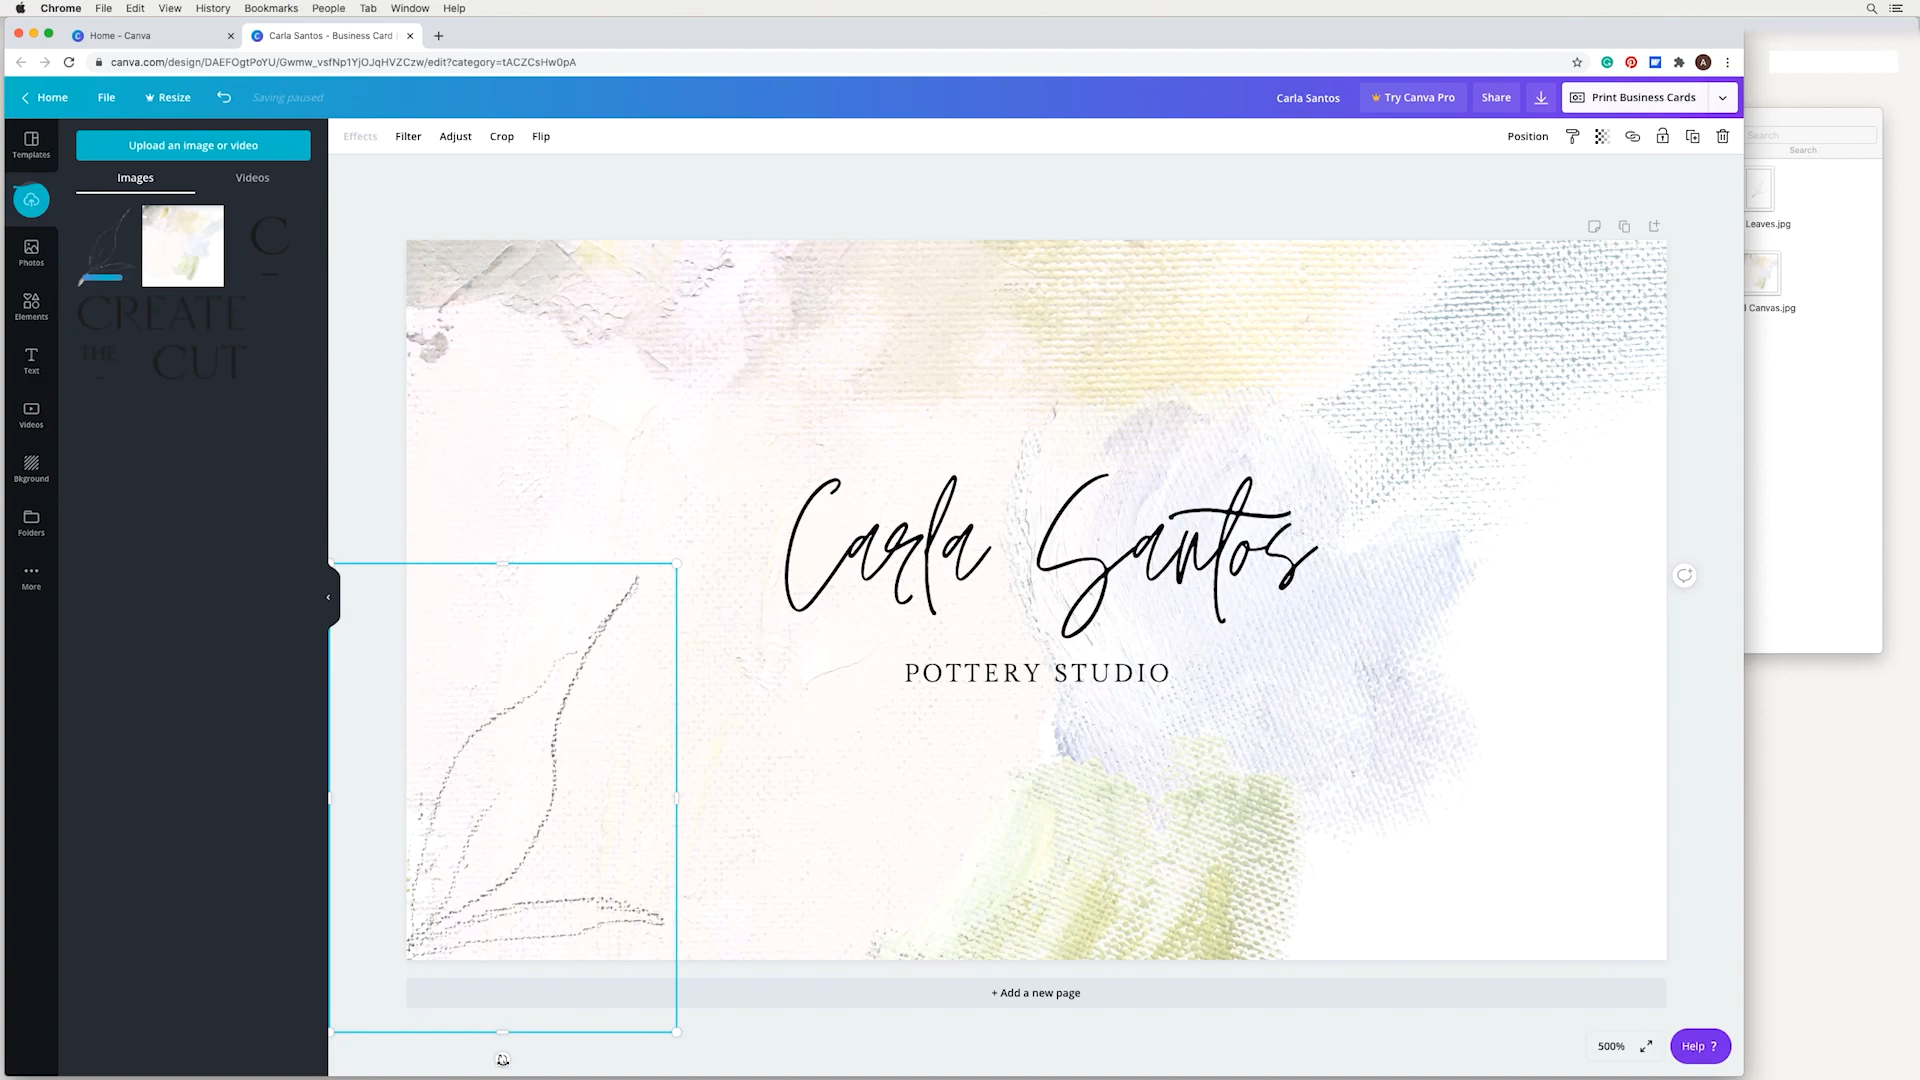 Chrome File Edit View History Bookmarks People Tab Window Help
Home - Canva
Carla Santos - Business Card
canva.com/design/DAEFOgtPoYU/Gwmw_vsfNp1YjOJqHVZCzw/edit?category=tACZCsHw0pA
A
Home File Resize Saving paused Carla Santos Try Canva Pro Share Print Business Cards
Effects Filter Adjust Crop Flip Position
Templates
Photos
Elements
Text
Videos
Bkground
Folders
More
Upload an image or video
Images Videos
C
CREATE
THE CUT
Carla Santos
POTTERY STUDIO
+ Add a new page
500%
Help ?
Search
Search
Leaves.jpg
Canvas.jpg